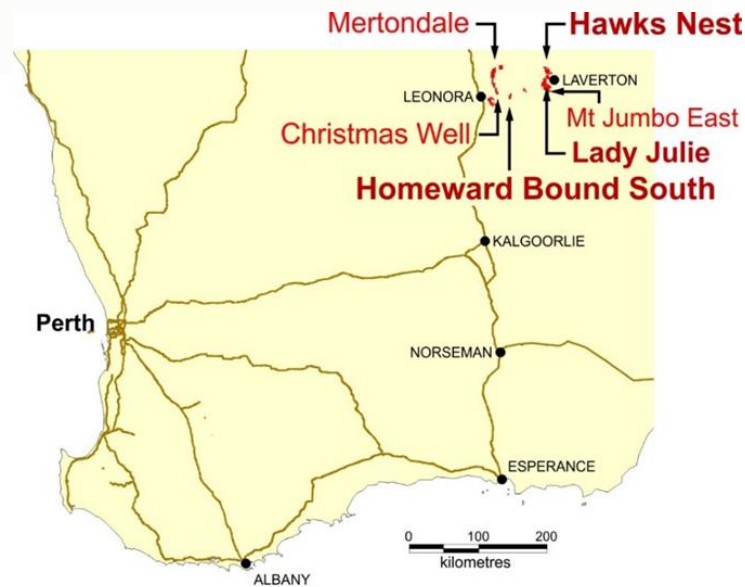 Mertondale
Hawks Nest
LAVERTON
LEONORA
Mt Jumbo East
Christmas Well
Lady Julie
Homeward Bound South
KALGOORLIE
Perth
NORSEMAN
ESPERANCE
0 100 200
kilometres
ALBANY